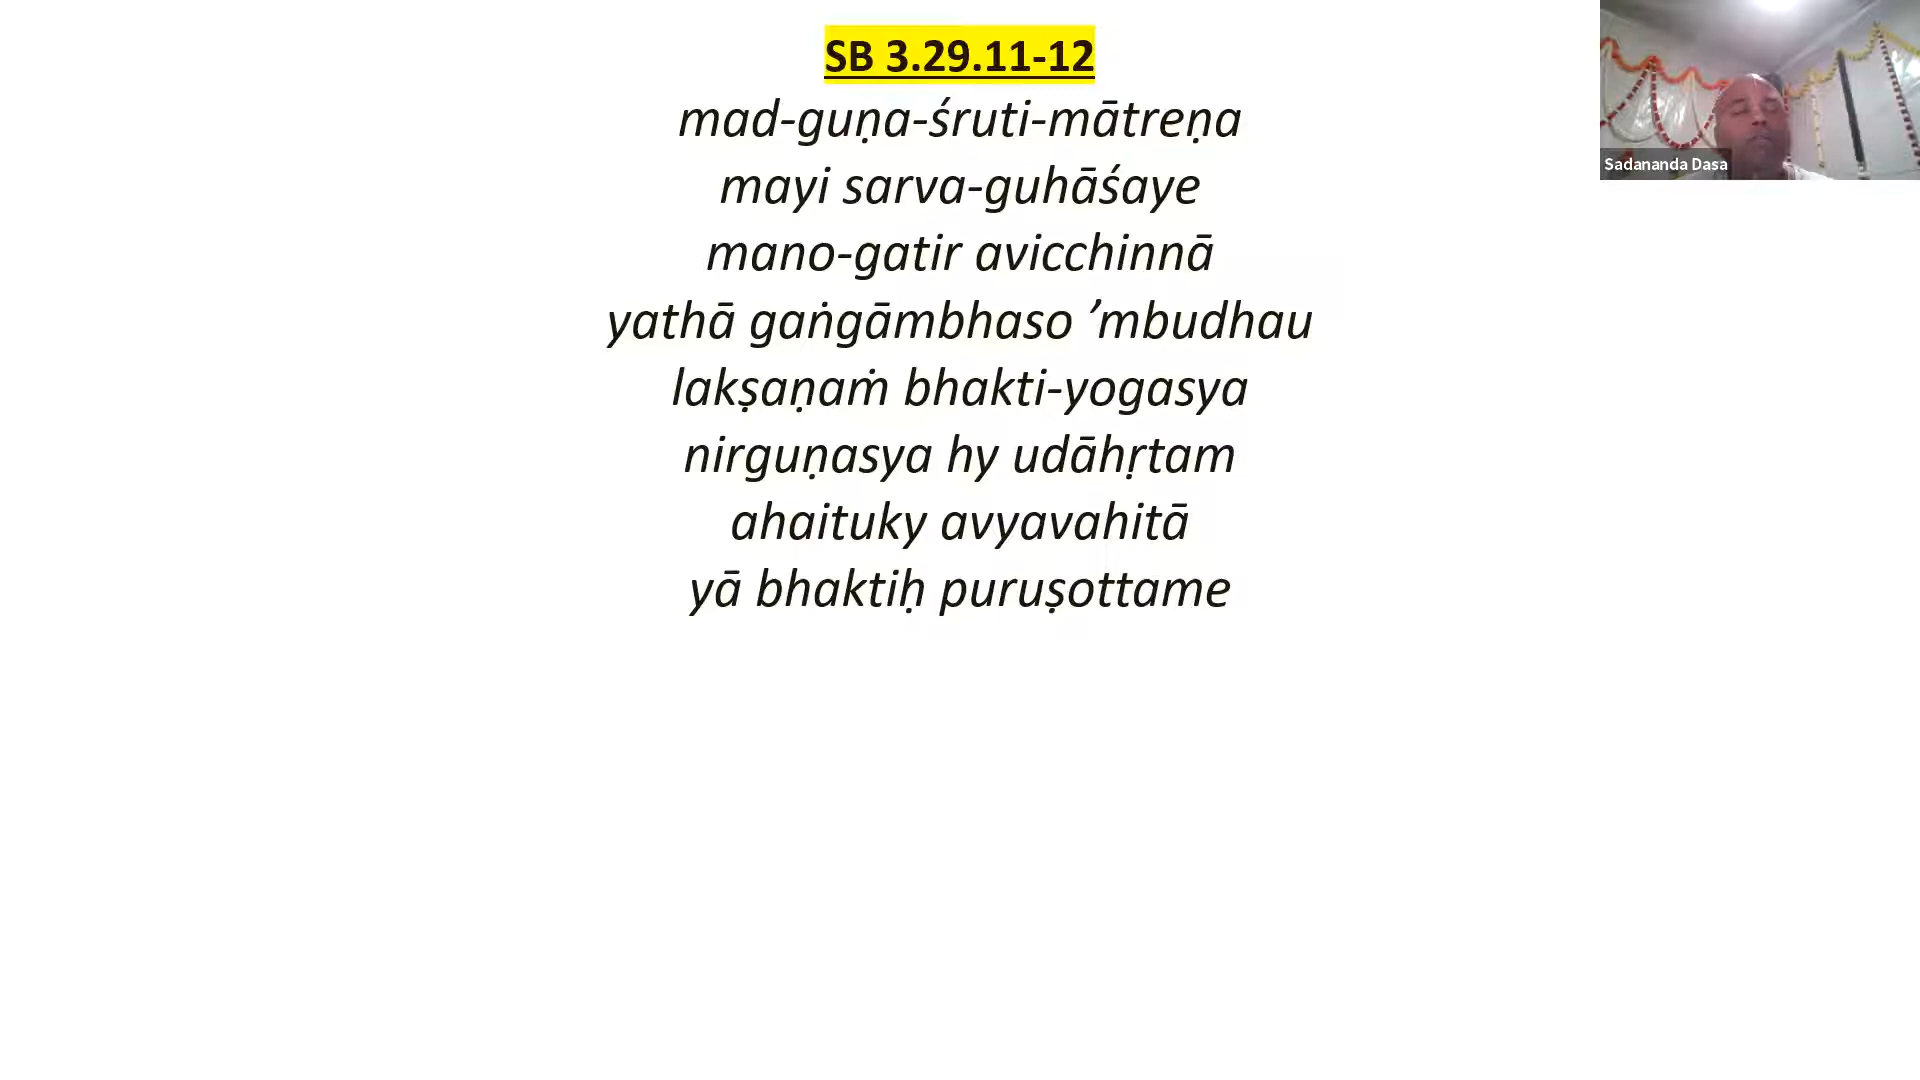 SB 3.29.11-12
mad-guṇa-śruti-mātreṇa
mayi sarva-guhāśaye
mano-gatir avicchinnā
yathā gaṅgāmbhaso ’mbudhau
lakṣaṇaṁ bhakti-yogasya
nirguṇasya hy udāhṛtam
ahaituky avyavahitā
yā bhaktiḥ puruṣottame
Sadananda Dasa